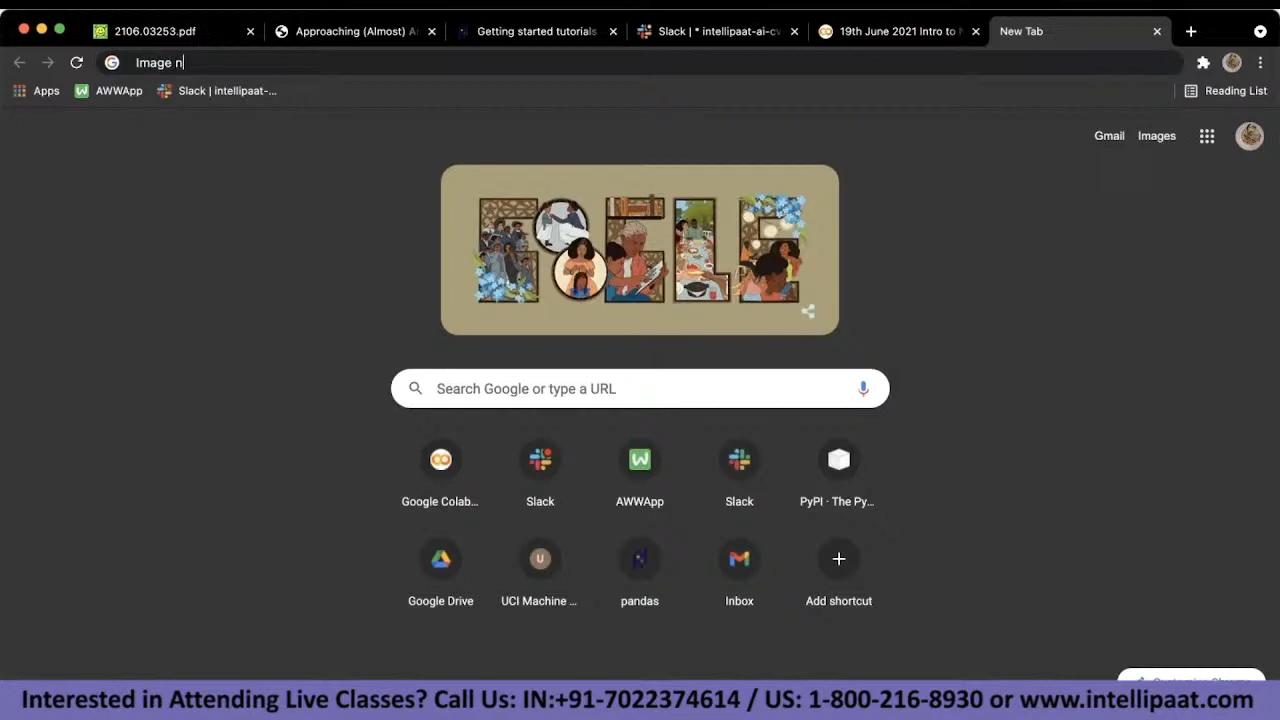 2106.03253.pdf
Approaching (Almost) A
Getting started tutorials
Slack | * intellipaat-ai-c
19th June 2021 Intro to
New Tab
Image n
Apps
AWWApp
Slack | intellipaat-...
Reading List
Gmail
Images
Search Google or type a URL
Google Colab...
Slack
AWWApp
Slack
PyPI · The Py...
Google Drive
UCI Machine ...
pandas
Inbox
Add shortcut
Interested in Attending Live Classes? Call Us: IN:+91-7022374614 / US: 1-800-216-8930 or www.intellipaat.com